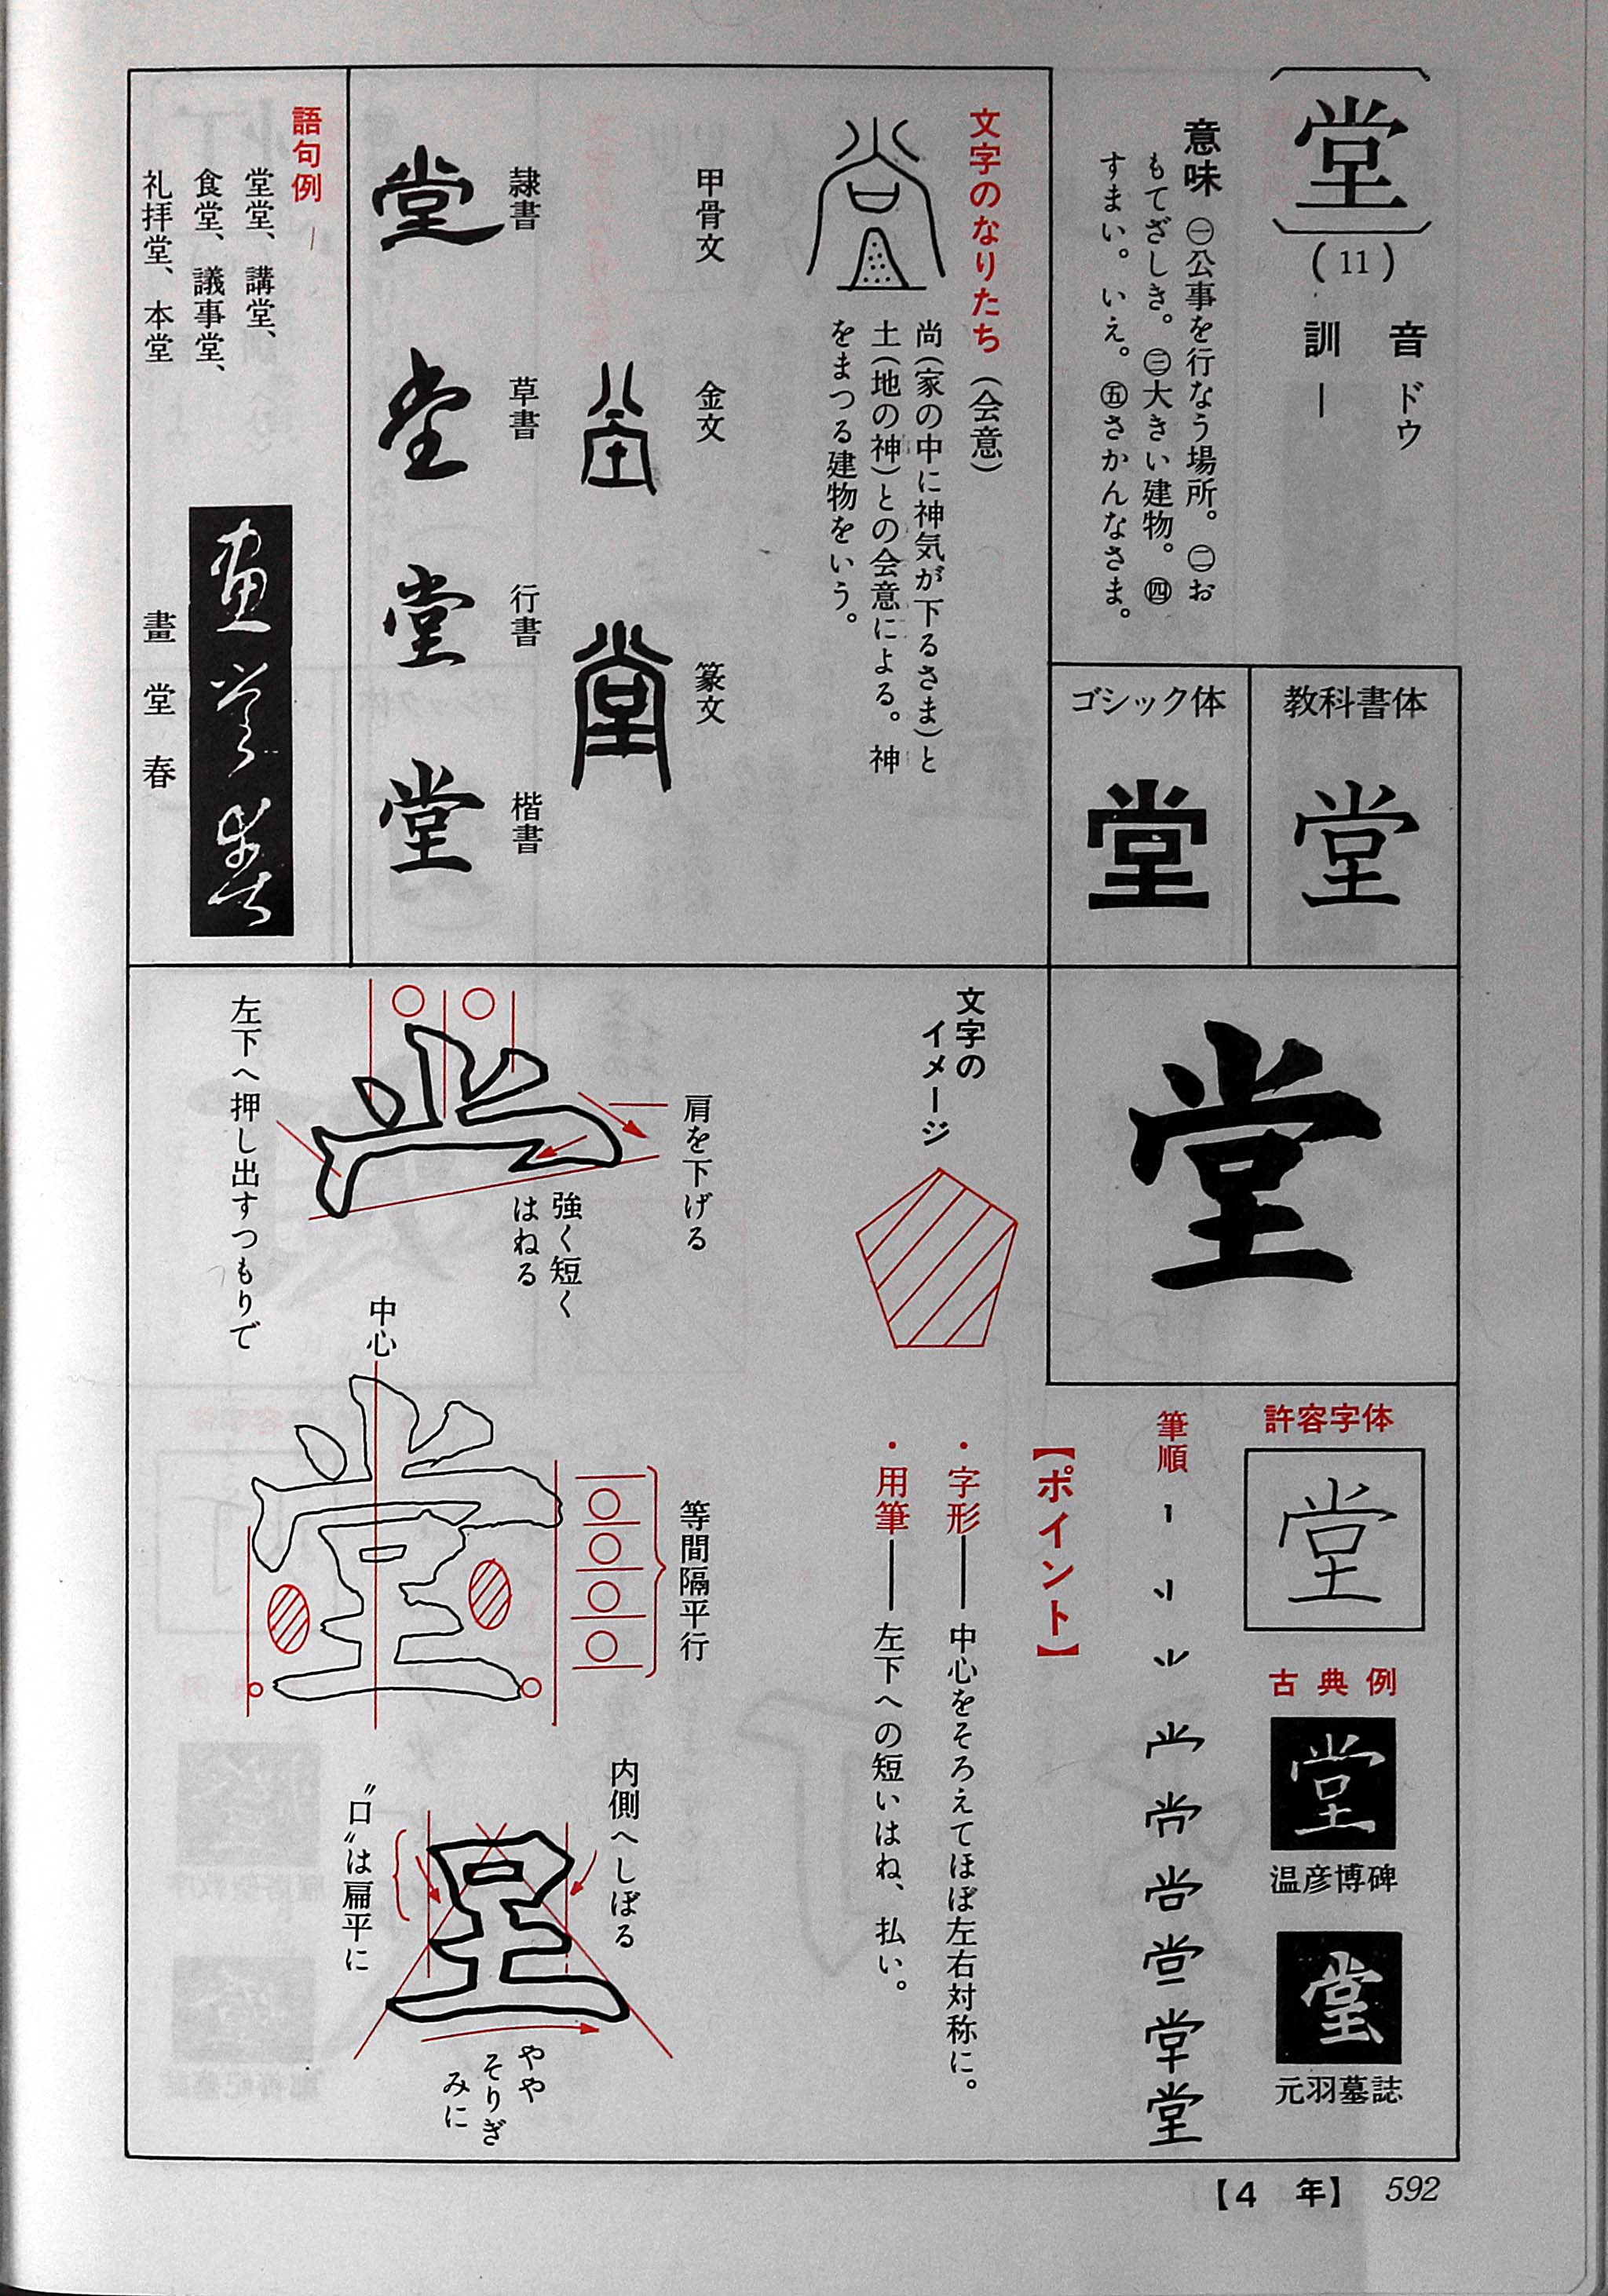 堂
(11)
音 ドウ
訓 ―
意味 ㊀公事を行なう場所。㊁お
もてざしき。㊂大きい建物。㊃
すまい。いえ。㊄さかんなさま。
教科書体
堂
ゴシック体
堂
文字のなりたち (会意)
尚(家の中に神気が下るさま)と
土(地の神)との会意による。神
をまつる建物をいう。
甲骨文
金文
篆文
堂
隷書
草書
行書
楷書
堂
堂
堂
堂
語句例
堂堂、講堂、
食堂、議事堂、
礼拝堂、本堂
畫堂春
畫 堂 春
堂
文字の
イメージ
肩を下げる
強く短く
はねる
左下へ押し出すつもりで
許容字体
堂
古典例
堂
温彦博碑
堂
元羽墓誌
筆順
堂
【ポイント】
・字形――中心をそろえてほぼ左右対称に。
・用筆――左下への短いはね、払い。
等間隔平行
中心
内側へしぼる
〝口〟は扁平に
やや
そりぎ
みに
【4 年】 592